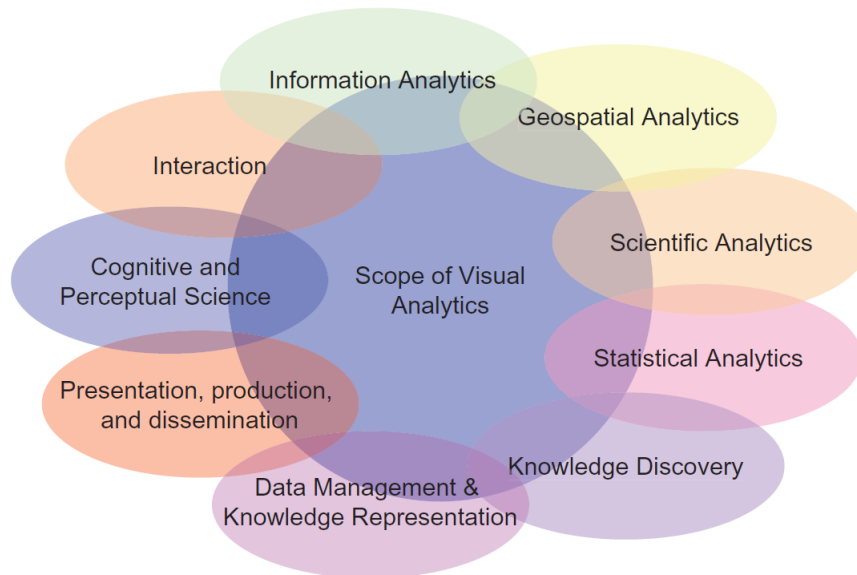 Information Analytics
Geospatial Analytics
Interaction
Scientific Analytics
Cognitive and
Perceptual Science
Scope of Visual
Analytics
Statistical Analytics
Presentation, production,
and dissemination
Knowledge Discovery
Data Management &
Knowledge Representation